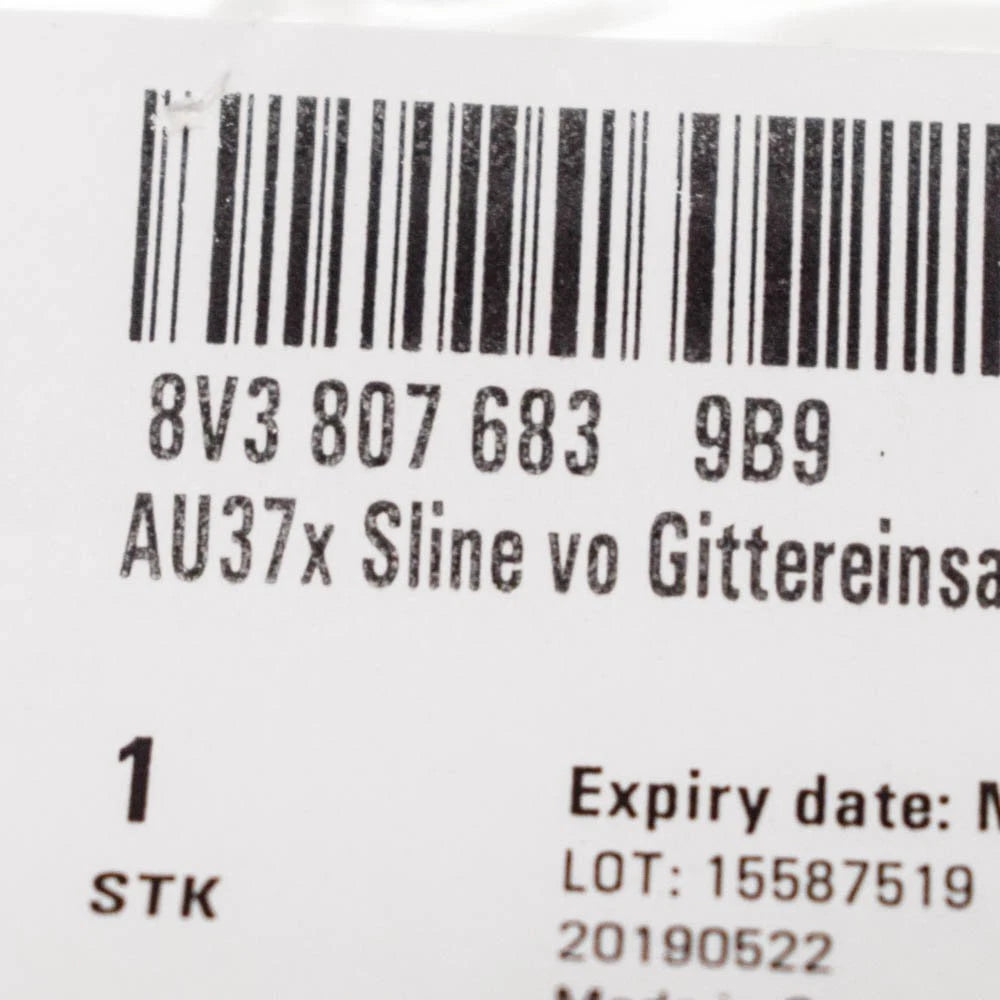 8V3 807 683 9B9
AU37x Sline vo Gittereinsa
1
STK
Expiry date:
LOT: 15587519
20190522